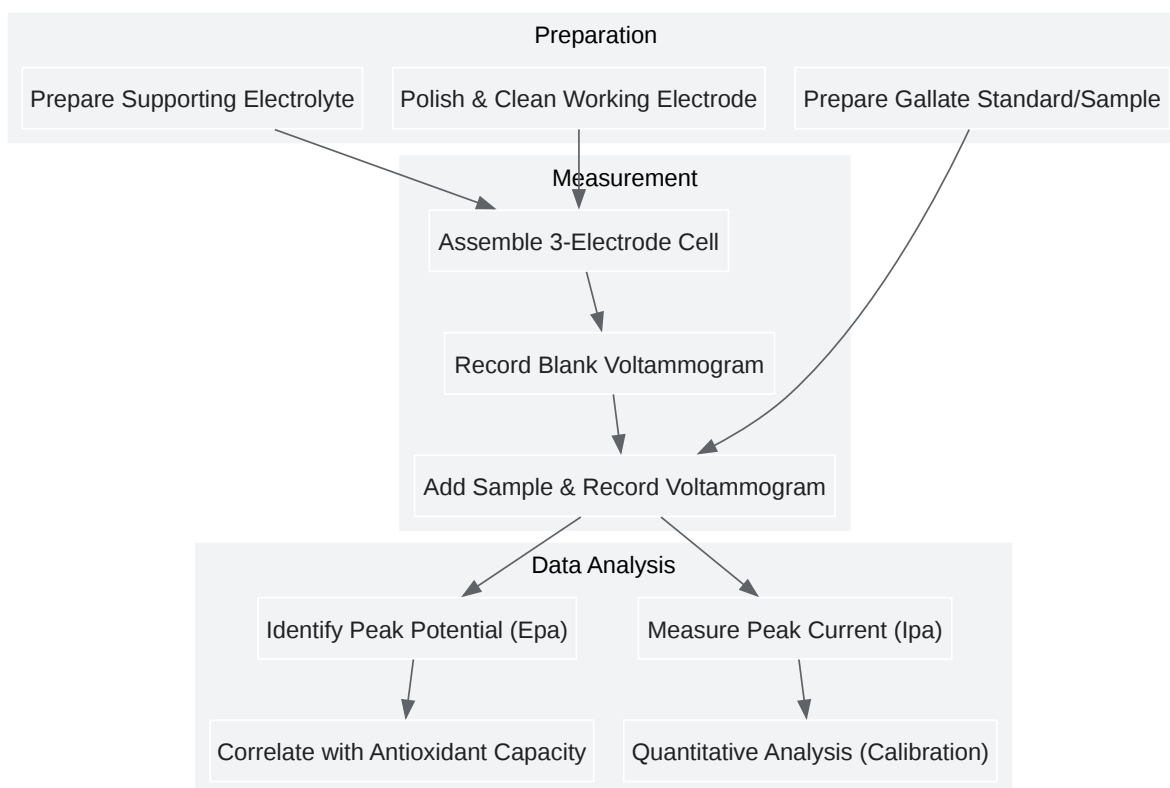 Preparation
Prepare Supporting Electrolyte
Polish & Clean Working Electrode
Prepare Gallate Standard/Sample
Measurement
Assemble 3-Electrode Cell
Record Blank Voltammogram
Add Sample & Record Voltammogram
Data Analysis
Identify Peak Potential (Epa)
Measure Peak Current (Ipa)
Correlate with Antioxidant Capacity
Quantitative Analysis (Calibration)